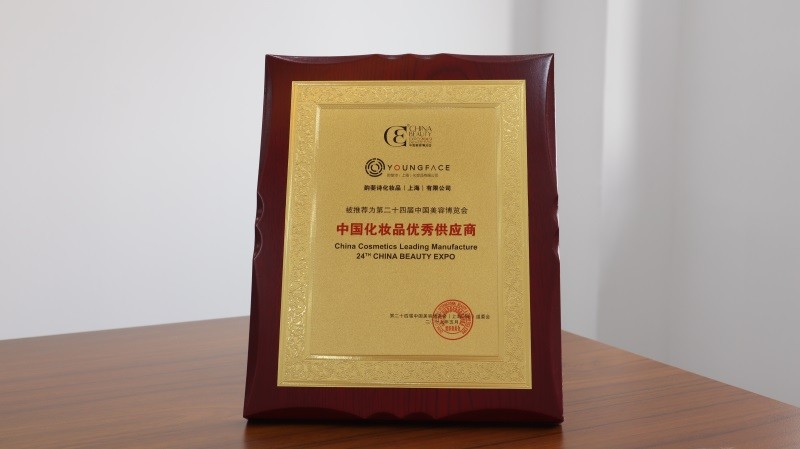 CHINA
BEAUTY
YOUNGFACE
韵斐诗化妆品（上海）有限公司
被推荐为第二十四届中国美容博览会
中国化妆品优秀供应商
China Cosmetics Leading Manufacture
24TH CHINA BEAUTY EXPO